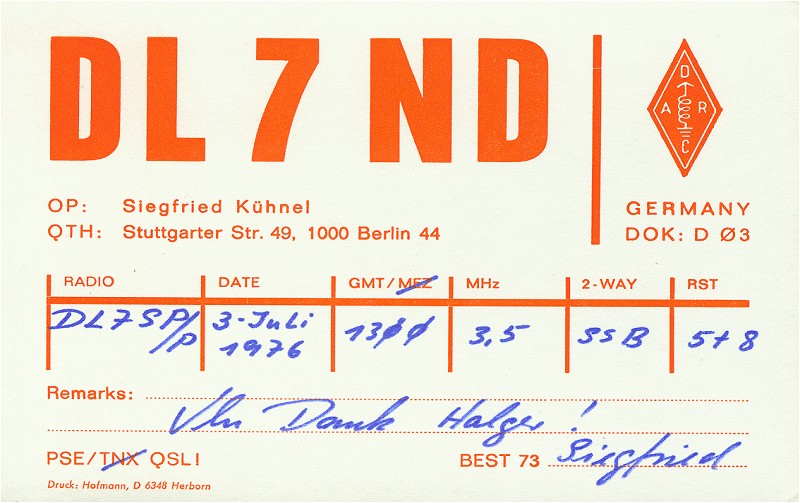 DL 7 ND
D
A R
C
OP: Siegfried Kühnel
QTH: Stuttgarter Str. 49, 1000 Berlin 44
GERMANY
DOK: D Ø3
RADIO DATE GMT/MEZ MHz 2-WAY RST
DL7SP/P 3-Juli 1976 13ØØ 3,5 SSB 5+8
Remarks:
Vln Dank Holger!
PSE/TNX QSL! BEST 73 Siegfried
Druck: Hofmann, D 6348 Herborn